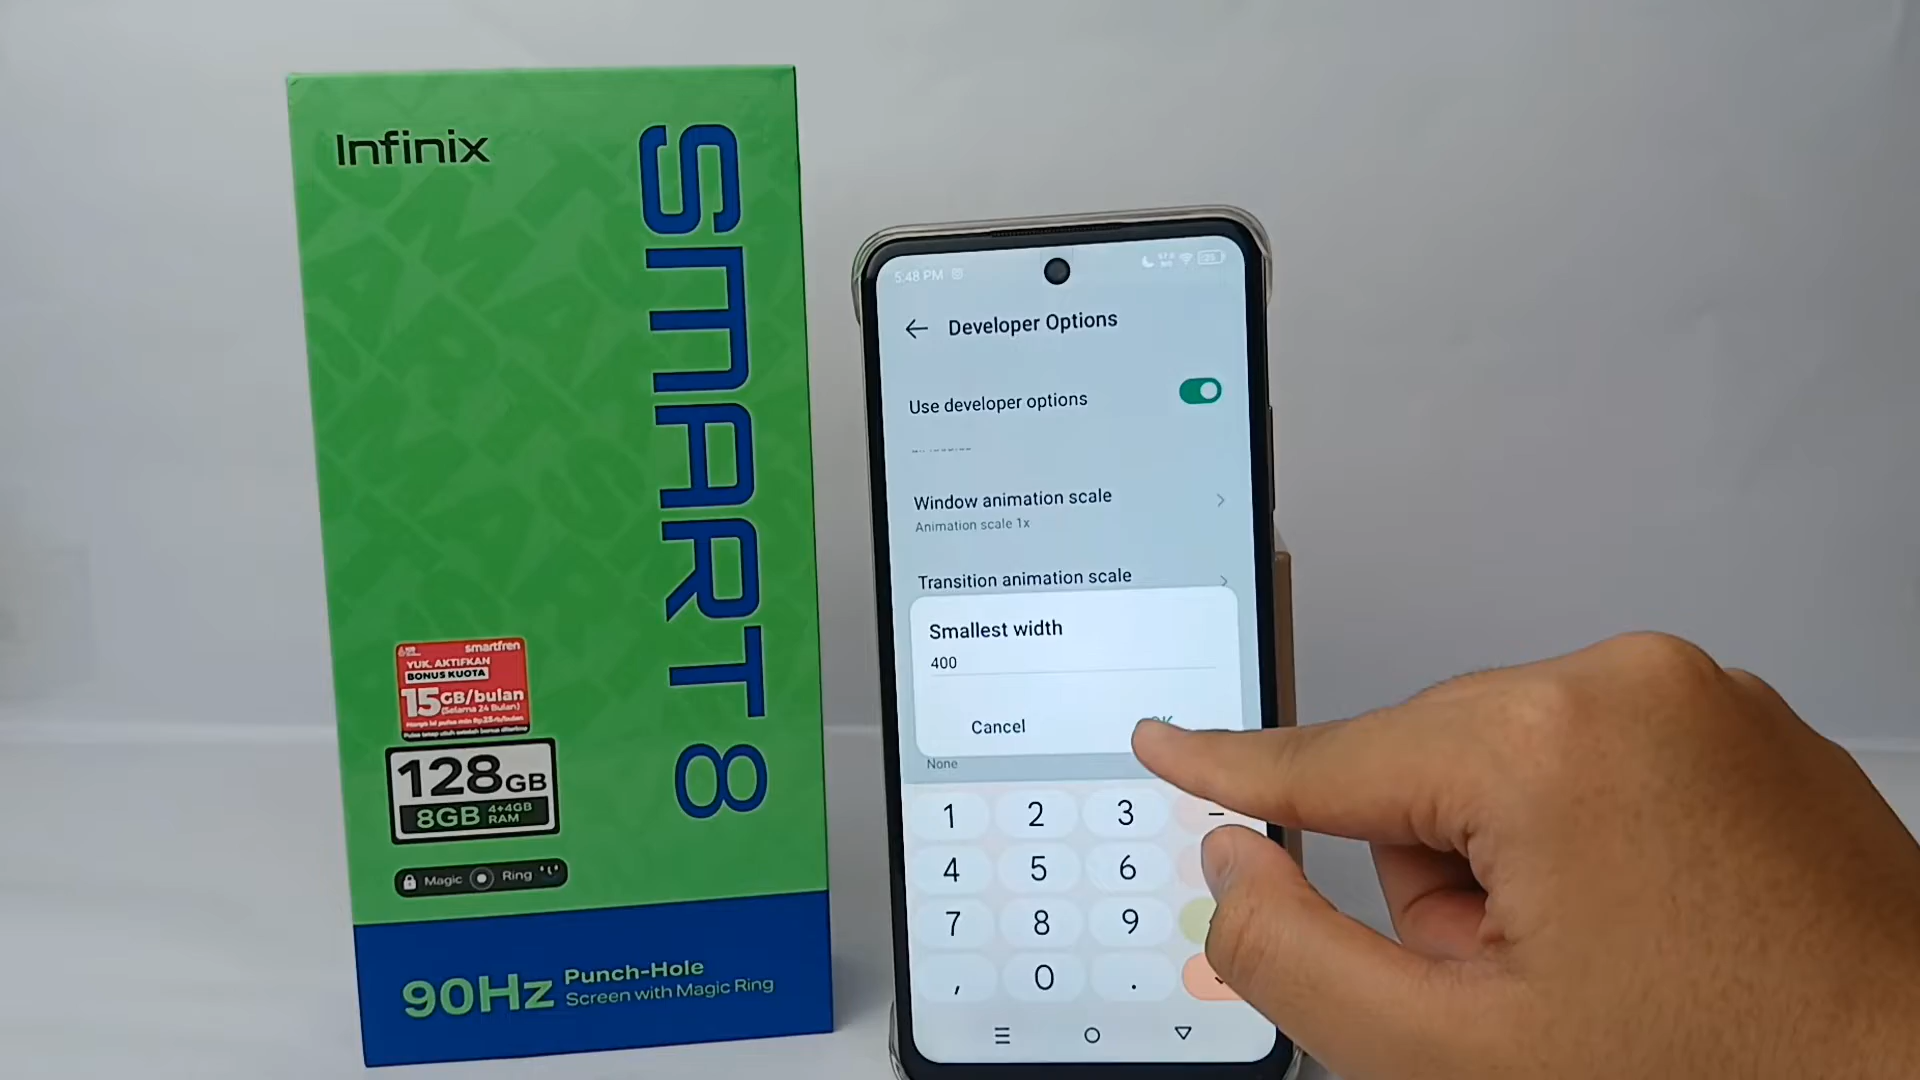 Infinix
SMART 8
smartfren
YUK, AKTIFKAN
BONUS KUOTA
15GB/bulan
(Selama 24 Bulan)
128GB
8GB 4+4GB
RAM
Magic Ring
90Hz Punch-Hole
Screen with Magic Ring
5:48 PM
Developer Options
Use developer options
Window animation scale
Animation scale 1x
Transition animation scale
Smallest width
400
Cancel
None
1 2 3 -
4 5 6
7 8 9
, 0 .